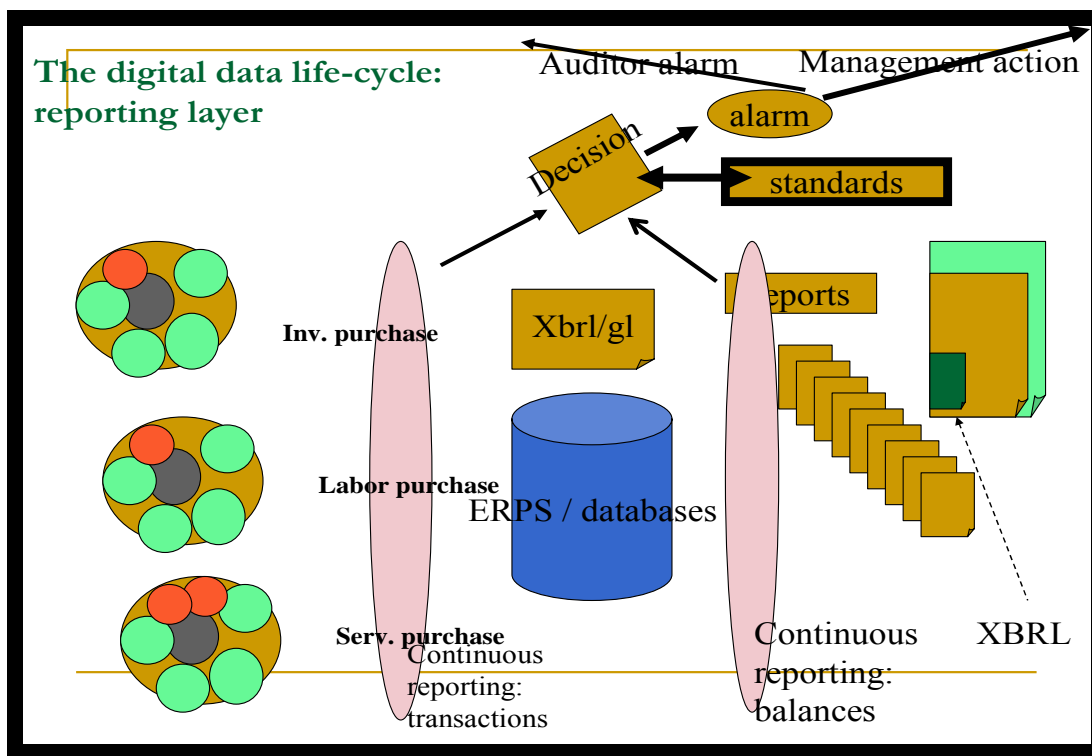 The digital data life-cycle:
reporting layer
Auditor alarm
Management action
alarm
Decision
standards
eports
Inv. purchase
Xbrl/gl
Labor purchase
ERPS / databases
Serv. purchase
Continuous
reporting:
transactions
Continuous
reporting:
balances
XBRL